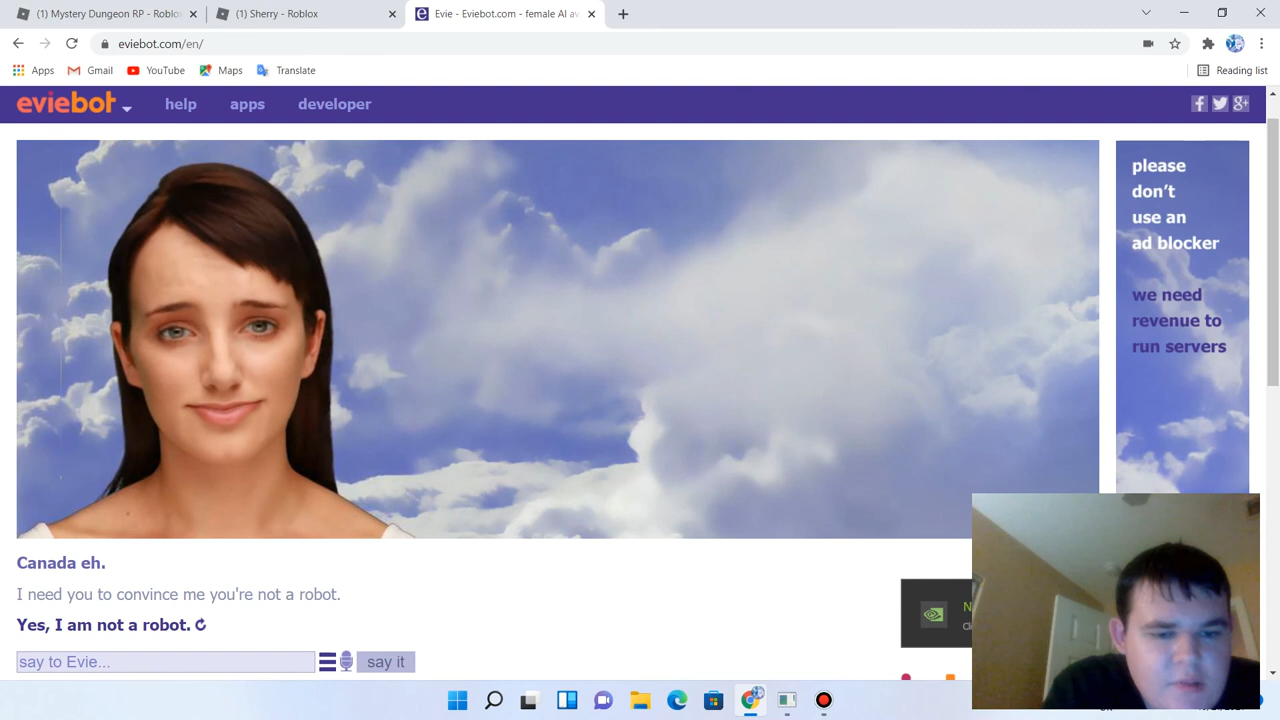 (1) Mystery Dungeon RP - Roblox
(1) Sherry - Roblox
Evie - Eviebot.com - female AI av
eviebot.com/en/
Apps
Gmail
YouTube
Maps
Translate
Reading list
eviebot
help
apps
developer
please
don't
use an
ad blocker
we need
revenue to
run servers
Canada eh.
I need you to convince me you're not a robot.
Yes, I am not a robot.
say to Evie...
say it